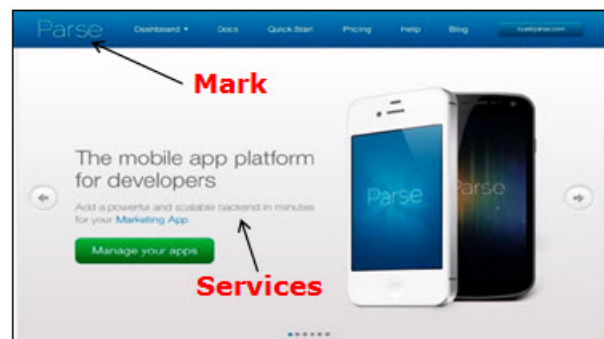 Parse Dashboard ▾ Docs Quick Start Pricing Help Blog
Mark
The mobile app platform
for developers
Add a powerful and scalable backend in minutes
for your Marketing App
Manage your apps
Services
Parse
Parse